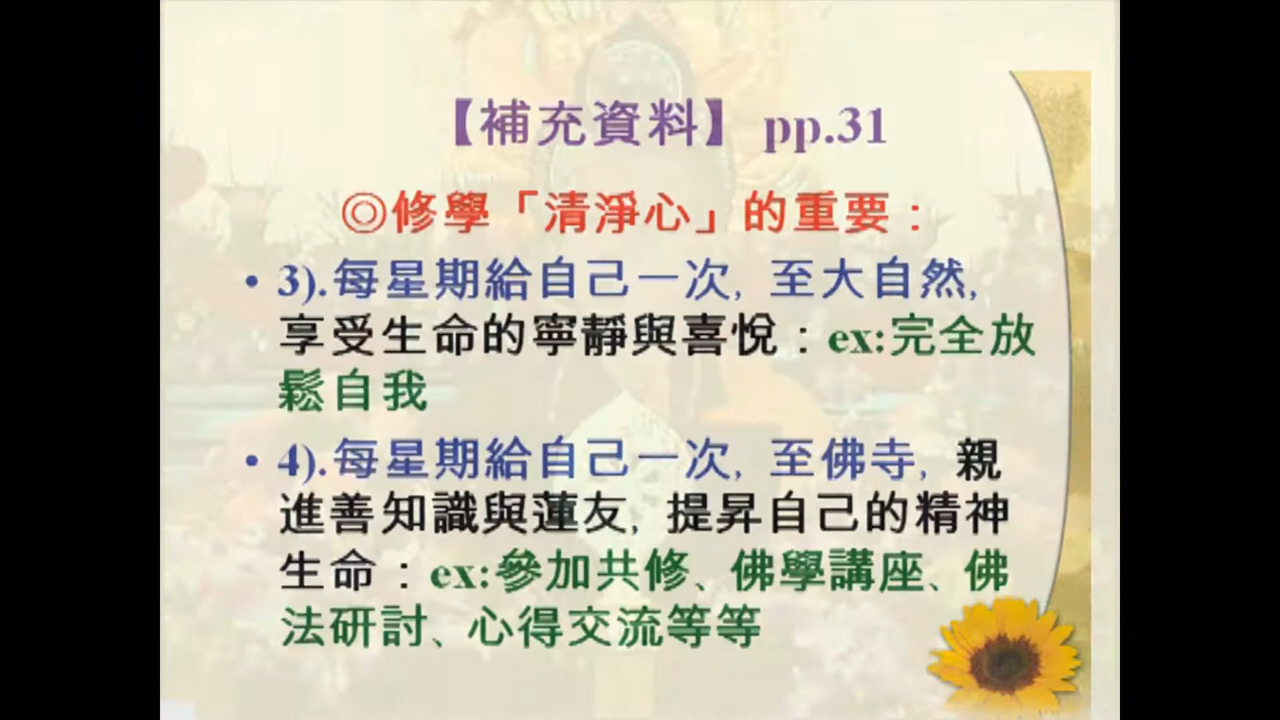 【補充資料】 pp.31
◎修學「清淨心」的重要：
• 3).每星期給自己一次, 至大自然,
享受生命的寧靜與喜悅：ex:完全放
鬆自我
• 4).每星期給自己一次, 至佛寺, 親
進善知識與蓮友, 提昇自己的精神
生命：ex:參加共修、佛學講座、佛
法研討、心得交流等等